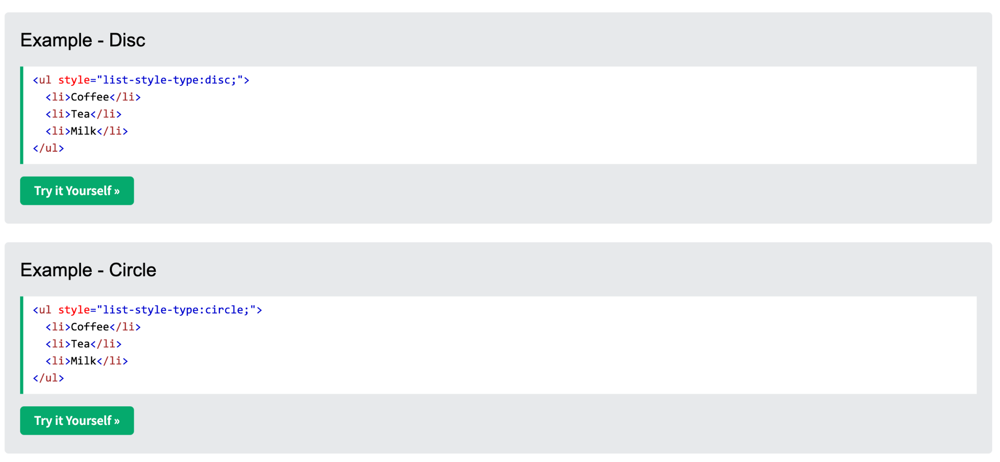 Example - Disc
<ul style="list-style-type:disc;">
  <li>Coffee</li>
  <li>Tea</li>
  <li>Milk</li>
</ul>
Try it Yourself »
Example - Circle
<ul style="list-style-type:circle;">
  <li>Coffee</li>
  <li>Tea</li>
  <li>Milk</li>
</ul>
Try it Yourself »